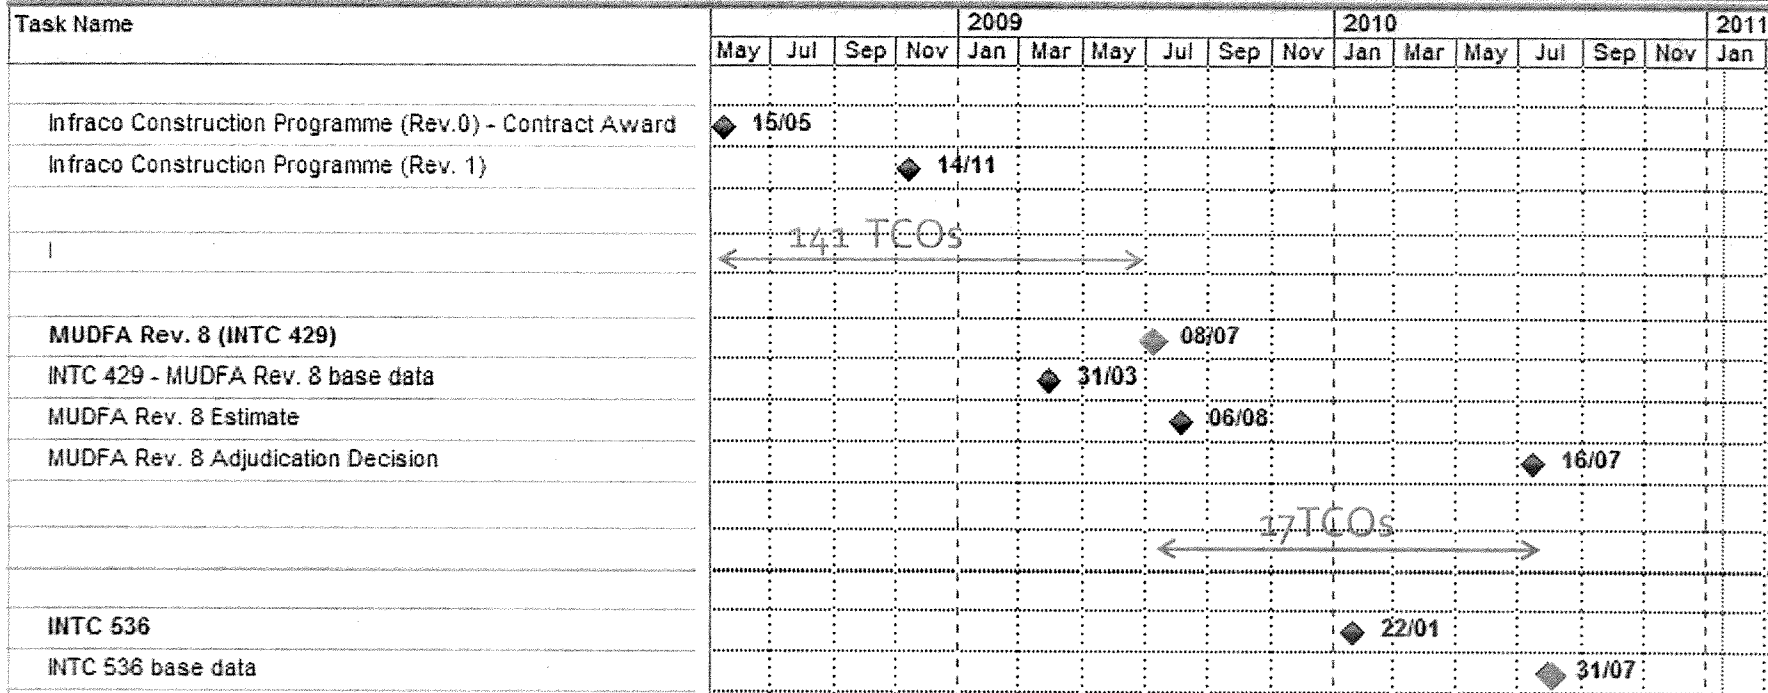 Task Name 2009 2010 2011
May Jul Sep Nov Jan Mar May Jul Sep Nov Jan Mar May Jul Sep Nov Jan
Infraco Construction Programme (Rev.0) - Contract Award 15/05
Infraco Construction Programme (Rev. 1) 14/11
141 TCOs
MUDFA Rev. 8 (INTC 429) 08/07
INTC 429 - MUDFA Rev. 8 base data 31/03
MUDFA Rev. 8 Estimate 06/08
MUDFA Rev. 8 Adjudication Decision 16/07
17TCOs
INTC 536 22/01
INTC 536 base data 31/07